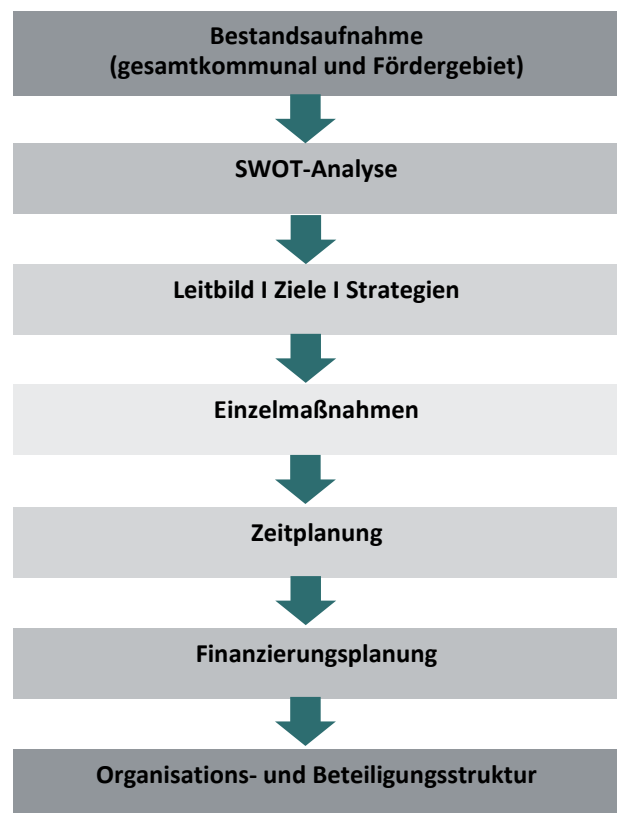 Bestandsaufnahme
(gesamtkommunal und Fördergebiet)
SWOT-Analyse
Leitbild I Ziele I Strategien
Einzelmaßnahmen
Zeitplanung
Finanzierungsplanung
Organisations- und Beteiligungsstruktur